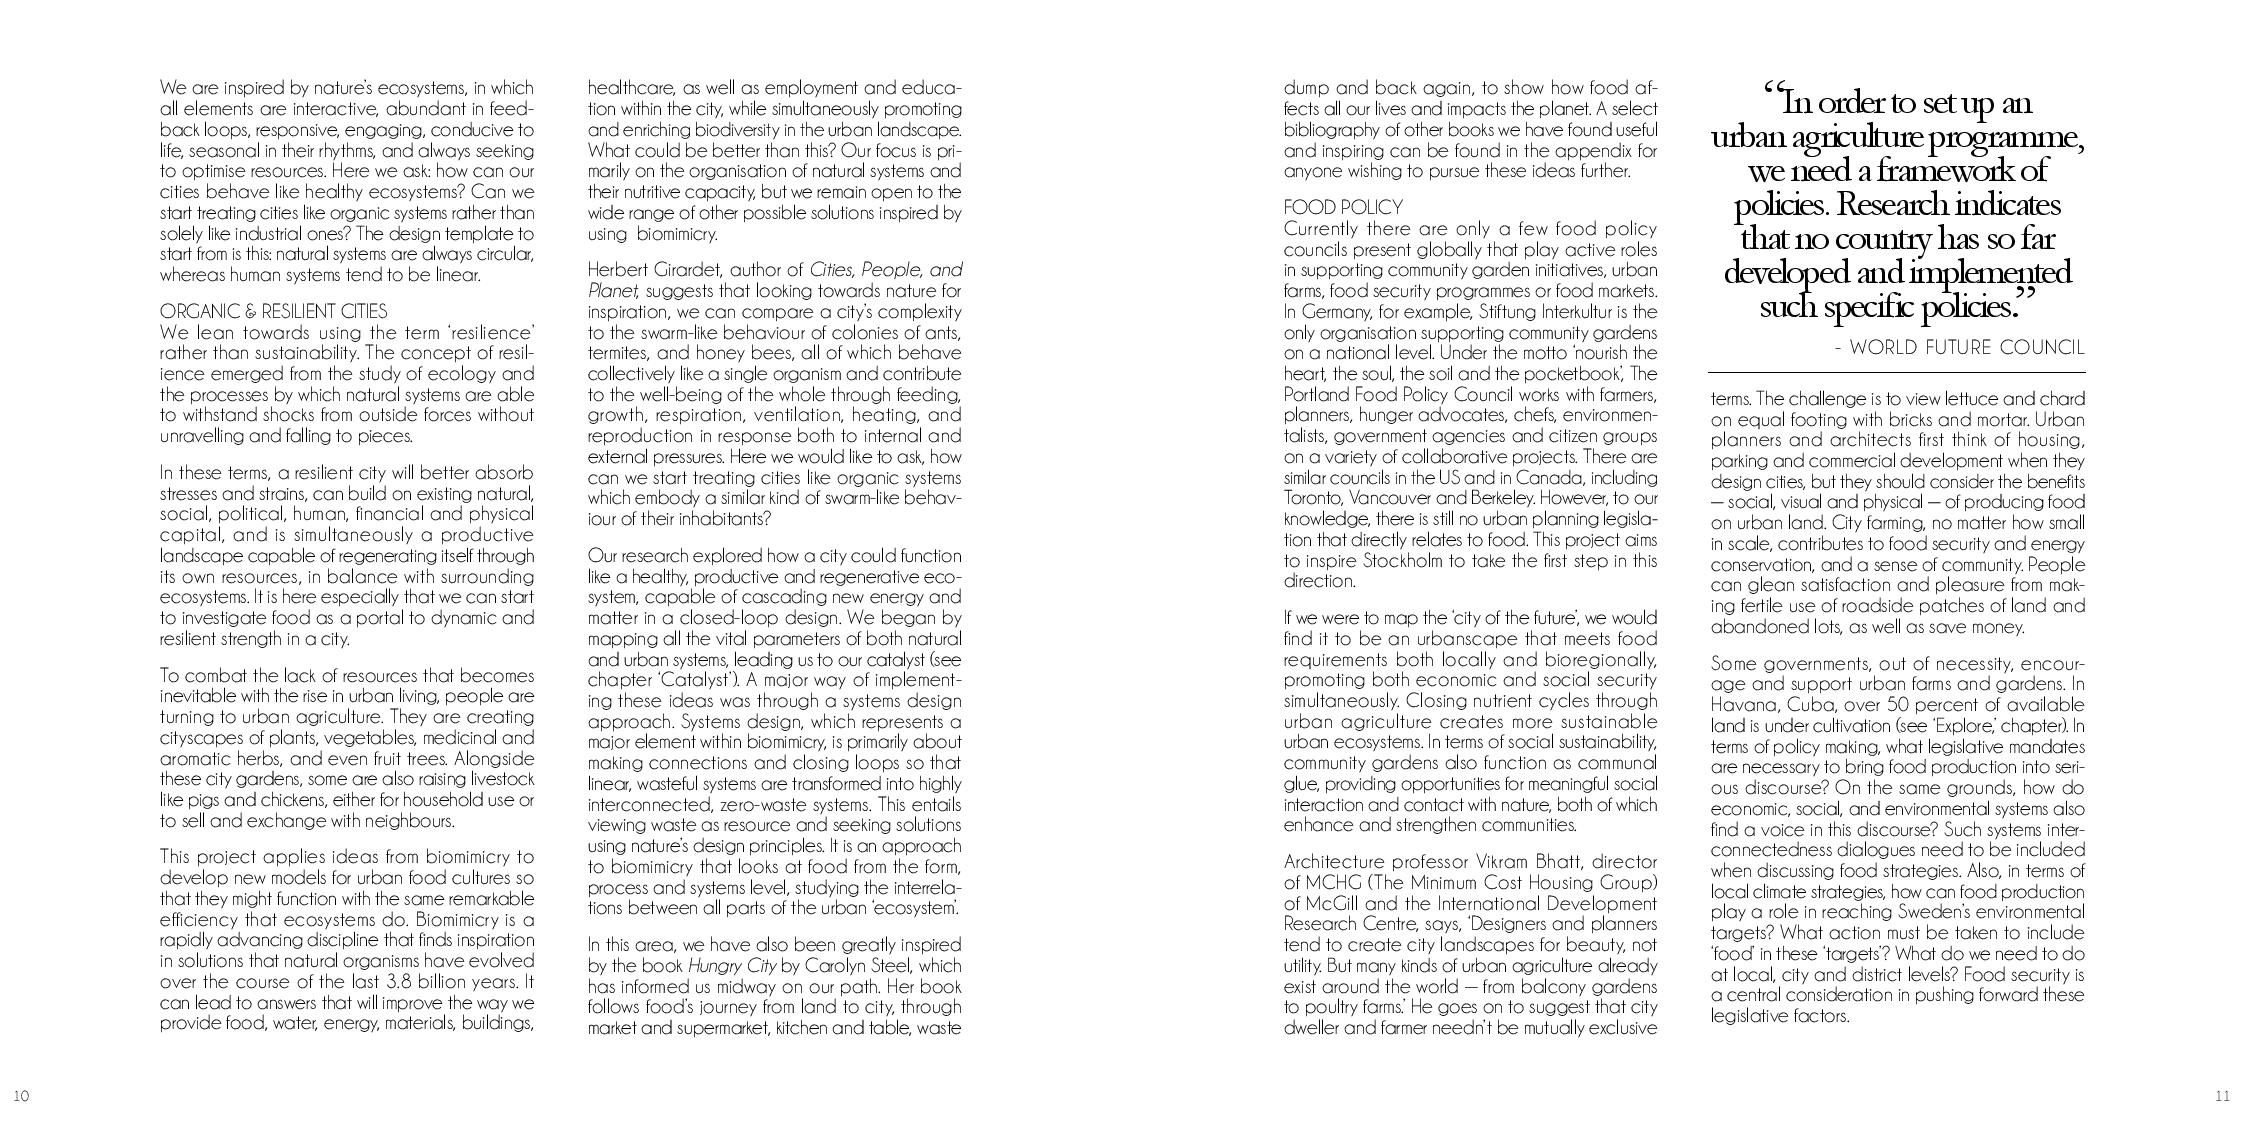 We are inspired by nature's ecosystems, in which
all elements are interactive, abundant in feed-
back loops, responsive, engaging, conducive to
life, seasonal in their rhythms, and always seeking
to optimise resources. Here we ask: how can our
cities behave like healthy ecosystems? Can we
start treating cities like organic systems rather than
solely like industrial ones? The design template to
start from is this: natural systems are always circular,
whereas human systems tend to be linear.
ORGANIC & RESILIENT CITIES
We lean towards using the term 'resilience'
rather than sustainability. The concept of resil-
ience emerged from the study of ecology and
the processes by which natural systems are able
to withstand shocks from outside forces without
unravelling and falling to pieces.
In these terms, a resilient city will better absorb
stresses and strains, can build on existing natural,
social, political, human, financial and physical
capital, and is simultaneously a productive
landscape capable of regenerating itself through
its own resources, in balance with surrounding
ecosystems. It is here especially that we can start
to investigate food as a portal to dynamic and
resilient strength in a city.
To combat the lack of resources that becomes
inevitable with the rise in urban living, people are
turning to urban agriculture. They are creating
cityscapes of plants, vegetables, medicinal and
aromatic herbs, and even fruit trees. Alongside
these city gardens, some are also raising livestock
like pigs and chickens, either for household use or
to sell and exchange with neighbours.
This project applies ideas from biomimicry to
develop new models for urban food cultures so
that they might function with the same remarkable
efficiency that ecosystems do. Biomimicry is a
rapidly advancing discipline that finds inspiration
in solutions that natural organisms have evolved
over the course of the last 3.8 billion years. It
can lead to answers that will improve the way we
provide food, water, energy, materials, buildings,
healthcare, as well as employment and educa-
tion within the city, while simultaneously promoting
and enriching biodiversity in the urban landscape.
What could be better than this? Our focus is pri-
marily on the organisation of natural systems and
their nutritive capacity, but we remain open to the
wide range of other possible solutions inspired by
using biomimicry.
Herbert Girardet, author of Cities, People, and
Planet, suggests that looking towards nature for
inspiration, we can compare a city's complexity
to the swarm-like behaviour of colonies of ants,
termites, and honey bees, all of which behave
collectively like a single organism and contribute
to the well-being of the whole through feeding,
growth, respiration, ventilation, heating, and
reproduction in response both to internal and
external pressures. Here we would like to ask, how
can we start treating cities like organic systems
which embody a similar kind of swarm-like behav-
iour of their inhabitants?
Our research explored how a city could function
like a healthy, productive and regenerative eco-
system, capable of cascading new energy and
matter in a closed-loop design. We began by
mapping all the vital parameters of both natural
and urban systems, leading us to our catalyst (see
chapter 'Catalyst'). A major way of implement-
ing these ideas was through a systems design
approach. Systems design, which represents a
major element within biomimicry, is primarily about
making connections and closing loops so that
linear, wasteful systems are transformed into highly
interconnected, zero-waste systems. This entails
viewing waste as resource and seeking solutions
using nature's design principles. It is an approach
to biomimicry that looks at food from the form,
process and systems level, studying the interrela-
tions between all parts of the urban 'ecosystem'.
In this area, we have also been greatly inspired
by the book Hungry City by Carolyn Steel, which
has informed us midway on our path. Her book
follows food's journey from land to city, through
market and supermarket, kitchen and table, waste
10
dump and back again, to show how food af-
fects all our lives and impacts the planet. A select
bibliography of other books we have found useful
and inspiring can be found in the appendix for
anyone wishing to pursue these ideas further.
FOOD POLICY
Currently there are only a few food policy
councils present globally that play active roles
in supporting community garden initiatives, urban
farms, food security programmes or food markets.
In Germany, for example, Stiftung Interkultur is the
only organisation supporting community gardens
on a national level. Under the motto 'nourish the
heart, the soul, the soil and the pocketbook', The
Portland Food Policy Council works with farmers,
planners, hunger advocates, chefs, environmen-
talists, government agencies and citizen groups
on a variety of collaborative projects. There are
similar councils in the US and in Canada, including
Toronto, Vancouver and Berkeley. However, to our
knowledge, there is still no urban planning legisla-
tion that directly relates to food. This project aims
to inspire Stockholm to take the first step in this
direction.
If we were to map the 'city of the future', we would
find it to be an urbanscape that meets food
requirements both locally and bioregionally,
promoting both economic and social security
simultaneously. Closing nutrient cycles through
urban agriculture creates more sustainable
urban ecosystems. In terms of social sustainability,
community gardens also function as communal
glue, providing opportunities for meaningful social
interaction and contact with nature, both of which
enhance and strengthen communities.
Architecture professor Vikram Bhatt, director
of MCHG (The Minimum Cost Housing Group)
of McGill and the International Development
Research Centre, says, 'Designers and planners
tend to create city landscapes for beauty, not
utility. But many kinds of urban agriculture already
exist around the world — from balcony gardens
to poultry farms.' He goes on to suggest that city
dweller and farmer needn't be mutually exclusive
"In order to set up an
urban agriculture programme,
we need a framework of
policies. Research indicates
that no country has so far
developed and implemented
such specific policies."
- WORLD FUTURE COUNCIL
terms. The challenge is to view lettuce and chard
on equal footing with bricks and mortar. Urban
planners and architects first think of housing,
parking and commercial development when they
design cities, but they should consider the benefits
— social, visual and physical — of producing food
on urban land. City farming, no matter how small
in scale, contributes to food security and energy
conservation, and a sense of community. People
can glean satisfaction and pleasure from mak-
ing fertile use of roadside patches of land and
abandoned lots, as well as save money.
Some governments, out of necessity, encour-
age and support urban farms and gardens. In
Havana, Cuba, over 50 percent of available
land is under cultivation (see 'Explore,' chapter). In
terms of policy making, what legislative mandates
are necessary to bring food production into seri-
ous discourse? On the same grounds, how do
economic, social, and environmental systems also
find a voice in this discourse? Such systems inter-
connectedness dialogues need to be included
when discussing food strategies. Also, in terms of
local climate strategies, how can food production
play a role in reaching Sweden's environmental
targets? What action must be taken to include
'food' in these 'targets'? What do we need to do
at local, city and district levels? Food security is
a central consideration in pushing forward these
legislative factors.
11